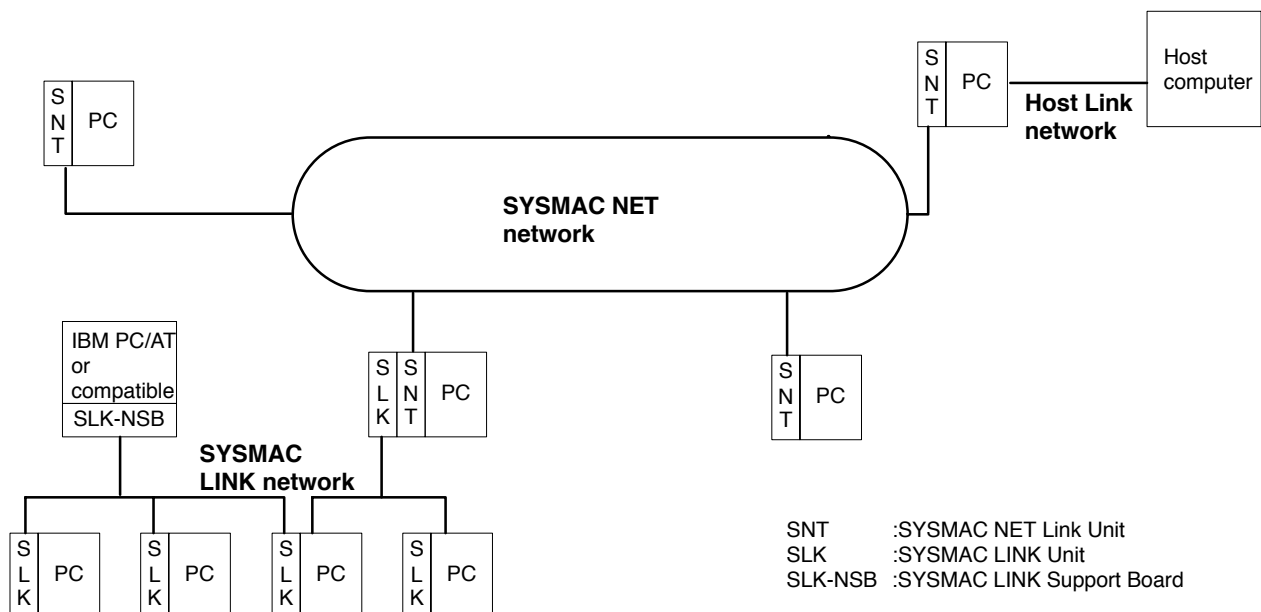 S
N
T
PC
S
N
T
PC
Host Link
network
Host
computer
SYSMAC NET
network
IBM PC/AT
or
compatible
SLK-NSB
S
L
K
S
N
T
PC
S
N
T
PC
SYSMAC
LINK network
S
L
K
PC
S
L
K
PC
S
L
K
PC
S
L
K
PC
SNT :SYSMAC NET Link Unit
SLK :SYSMAC LINK Unit
SLK-NSB :SYSMAC LINK Support Board